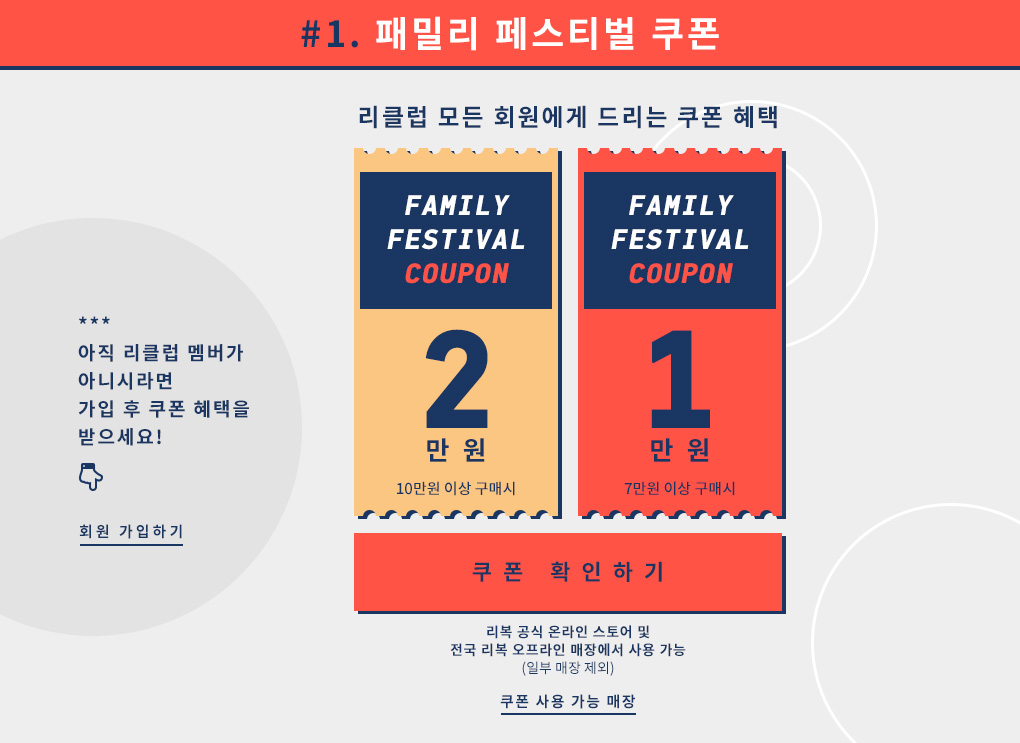 #1. 패밀리 페스티벌 쿠폰
리클럽 모든 회원에게 드리는 쿠폰 혜택
***
아직 리클럽 멤버가
아니시라면
가입 후 쿠폰 혜택을
받으세요!
회원 가입하기
FAMILY
FESTIVAL
COUPON
2
만 원
10만원 이상 구매시
FAMILY
FESTIVAL
COUPON
1
만 원
7만원 이상 구매시
쿠폰 확인하기
리복 공식 온라인 스토어 및
전국 리복 오프라인 매장에서 사용 가능
(일부 매장 제외)
쿠폰 사용 가능 매장